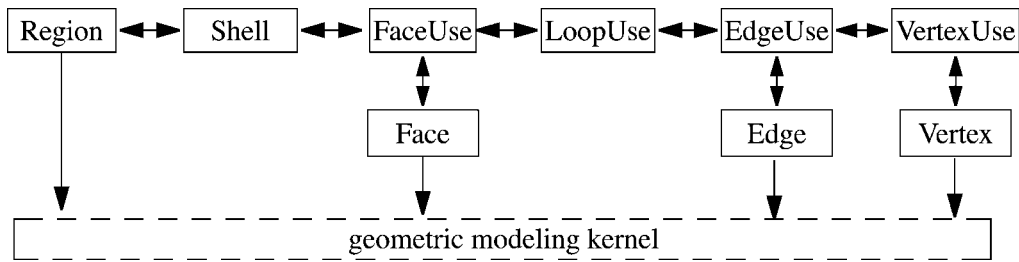 Region Shell FaceUse LoopUse EdgeUse VertexUse
Face Edge Vertex
geometric modeling kernel